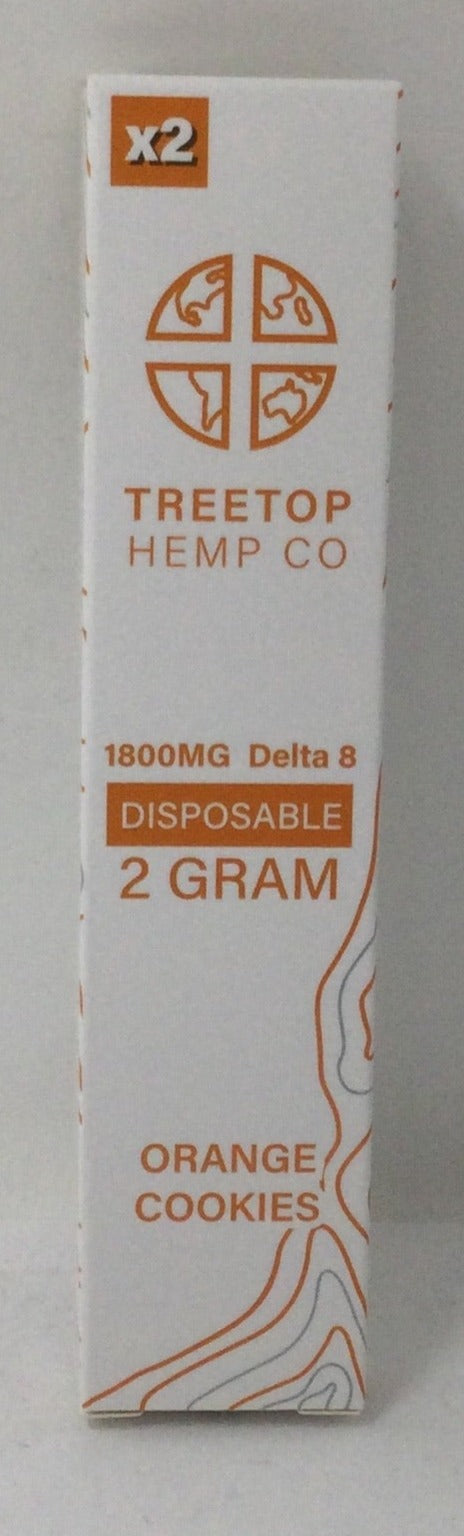 x2
TREETOP
HEMP CO
1800MG Delta 8
DISPOSABLE
2 GRAM
ORANGE
COOKIES